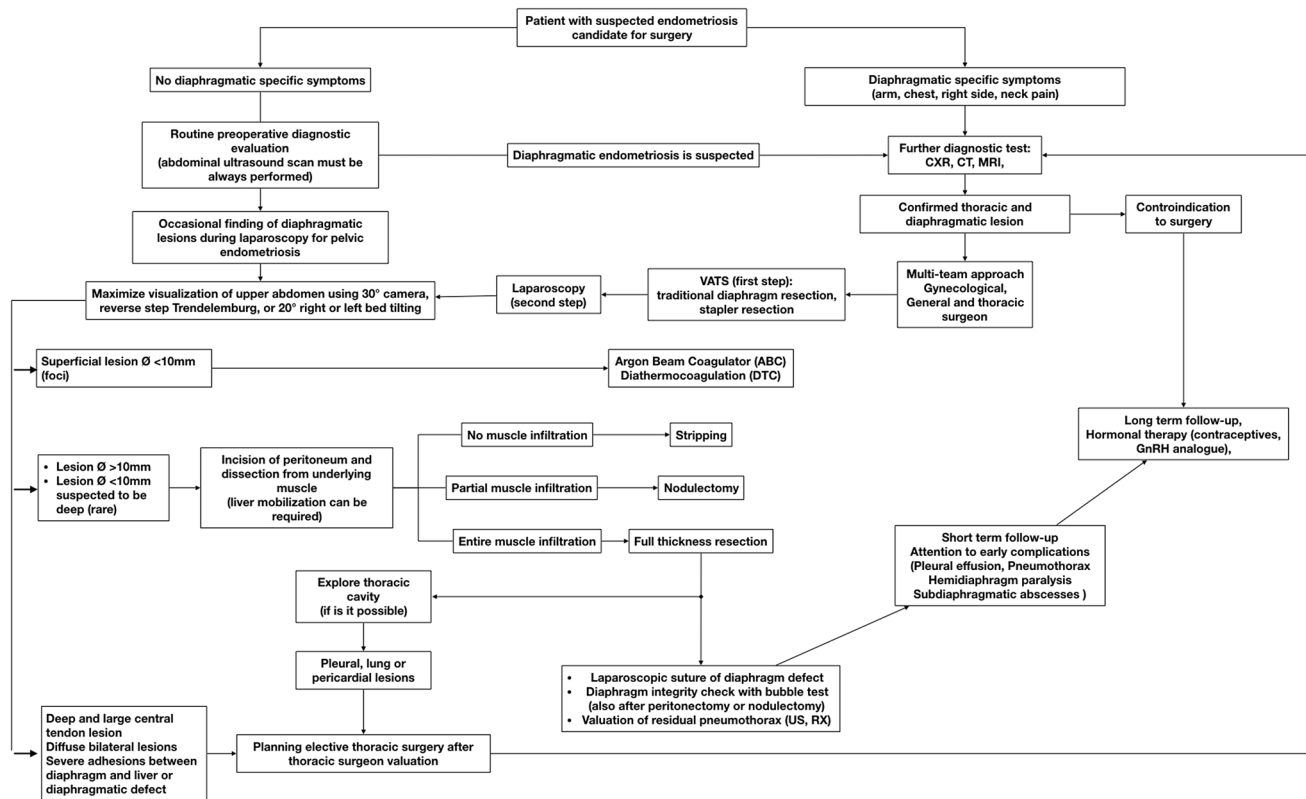 Patient with suspected endometriosis
candidate for surgery
No diaphragmatic specific symptoms
Diaphragmatic specific symptoms
(arm, chest, right side, neck pain)
Routine preoperative diagnostic
evaluation
(abdominal ultrasound scan must be
always performed)
Diaphragmatic endometriosis is suspected
Further diagnostic test:
CXR, CT, MRI,
Occasional finding of diaphragmatic
lesions during laparoscopy for pelvic
endometriosis
Confirmed thoracic and
diaphragmatic lesion
Controindication
to surgery
Maximize visualization of upper abdomen using 30° camera,
reverse step Trendelemburg, or 20° right or left bed tilting
Laparoscopy
(second step)
VATS (first step):
traditional diaphragm resection,
stapler resection
Multi-team approach
Gynecological,
General and thoracic
surgeon
Superficial lesion Ø <10mm
(foci)
Argon Beam Coagulator (ABC)
Diathermocoagulation (DTC)
Long term follow-up,
Hormonal therapy (contraceptives,
GnRH analogue),
• Lesion Ø >10mm
• Lesion Ø <10mm
suspected to be
deep (rare)
Incision of peritoneum and
dissection from underlying
muscle
(liver mobilization can be
required)
No muscle infiltration
Stripping
Partial muscle infiltration
Nodulectomy
Entire muscle infiltration
Full thickness resection
Short term follow-up
Attention to early complications
(Pleural effusion, Pneumothorax
Hemidiaphragm paralysis
Subdiaphragmatic abscesses )
Explore thoracic
cavity
(if is it possible)
Pleural, lung or
pericardial lesions
• Laparoscopic suture of diaphragm defect
• Diaphragm integrity check with bubble test
(also after peritonectomy or nodulectomy)
• Valuation of residual pneumothorax (US, RX)
Deep and large central
tendon lesion
Diffuse bilateral lesions
Severe adhesions between
diaphragm and liver or
diaphragmatic defect
Planning elective thoracic surgery after
thoracic surgeon valuation